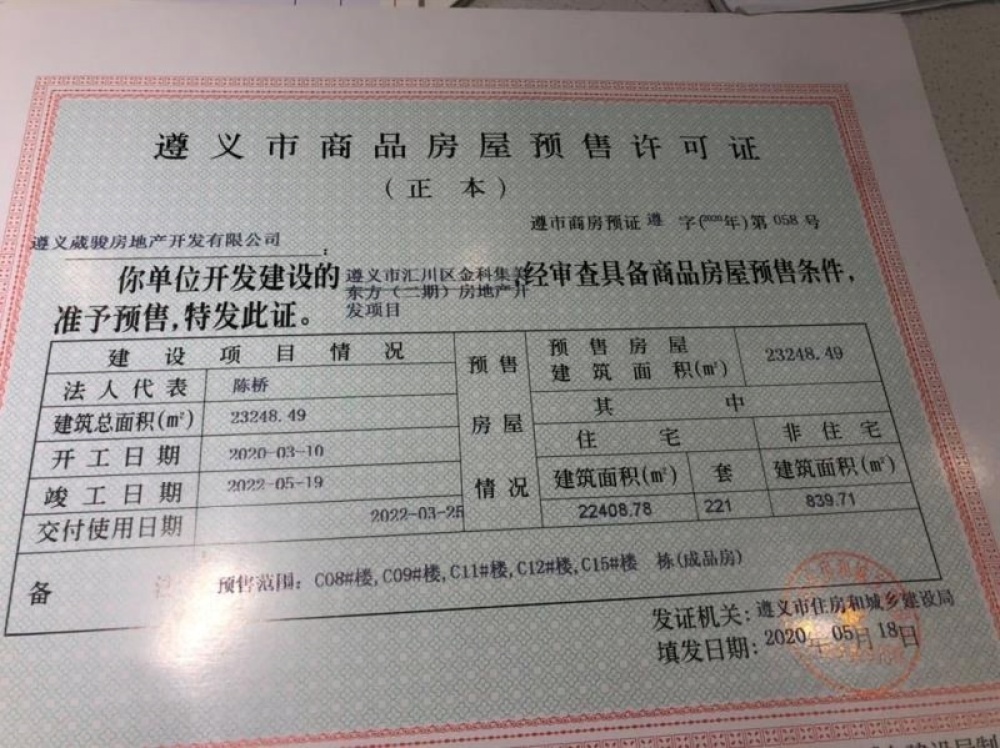 遵义市商品房屋预售许可证
(正 本)
遵市商房预证 遵 字(2020年)第 058 号
遵义葳骏房地产开发有限公司:
你单位开发建设的 遵义市汇川区金科集美东方(二期)房地产开发项目,经审查具备商品房屋预售条件,
准予预售,特发此证。
建设项目情况
法人代表 陈桥
建筑总面积(m²) 23248.49
开工日期 2020-03-10
竣工日期 2022-05-19
交付使用日期 2022-03-25
预售房屋情况
预售房屋建筑面积(m²) 23248.49
其中
住宅 非住宅
建筑面积(m²) 套 建筑面积(m²)
22408.78 221 839.71
备
预售范围: C08#楼,C09#楼,C11#楼,C12#楼,C15#楼 栋(成品房)
发证机关: 遵义市住房和城乡建设局
填发日期: 2020年 05月 18日